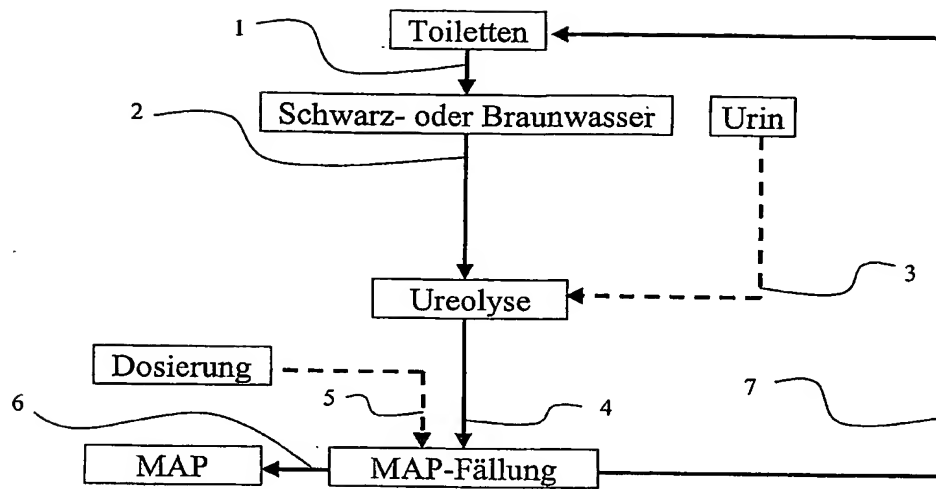 1
Toiletten
2
Schwarz- oder Braunwasser
Urin
3
Ureolyse
Dosierung
7
6
5
4
MAP
MAP-Fällung